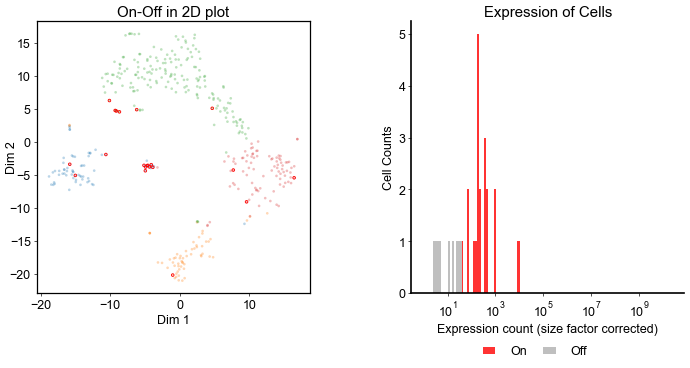 On-Off in 2D plot
Dim 2
15
10
5
0
−5
−10
−15
−20
−20 −10 0 10
Dim 1
Expression of Cells
Cell Counts
5
4
3
2
1
0
10^1 10^3 10^5 10^7 10^9
Expression count (size factor corrected)
On Off